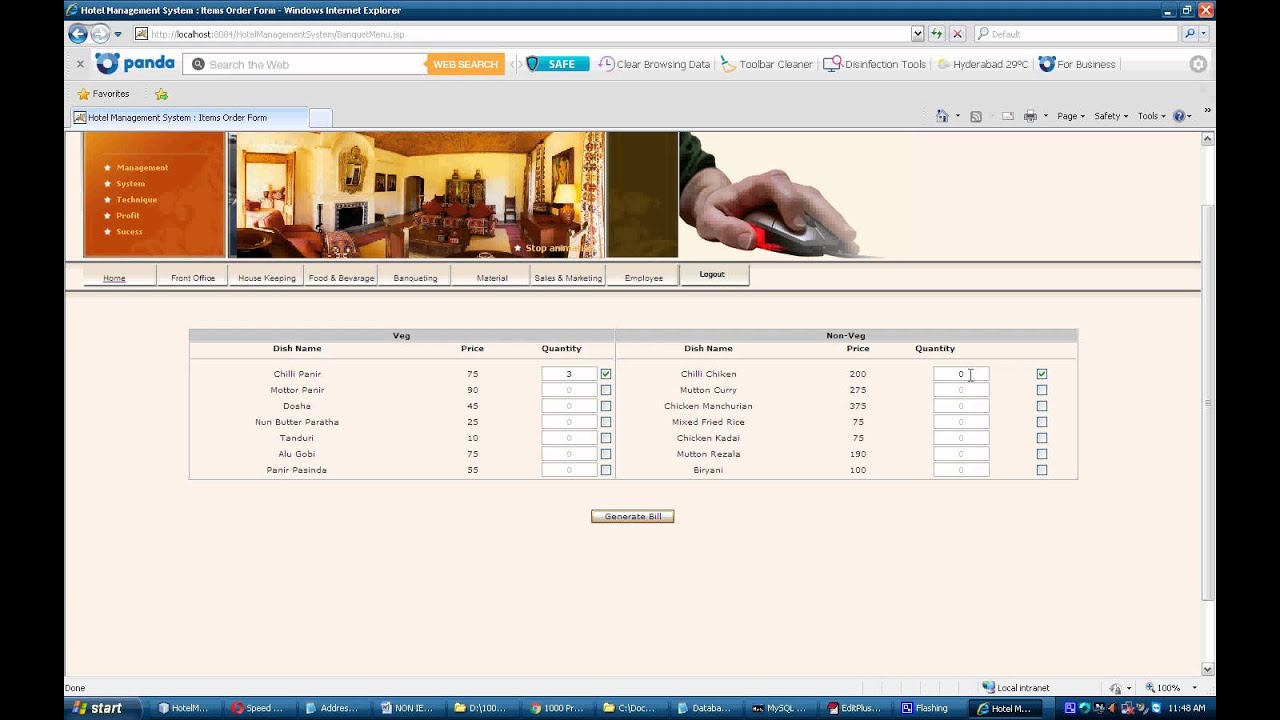 Hotel Management System : Items Order Form - Windows Internet Explorer
http://localhost:8084/HotelManagementSystem/BanquetMenu.jsp
Default
panda
Search the Web
WEB SEARCH
SAFE
Clear Browsing Data
Toolbar Cleaner
Disinfection Tools
Hyderabad 29ºC
For Business
Favorites
Hotel Management System : Items Order Form
Page
Safety
Tools
Management
System
Technique
Profit
Sucess
Stop anim
Home Front Office House Keeping Food & Bevarage Banqueting Material Sales & Marketing Employee Logout
Veg Non-Veg
Dish Name Price Quantity Dish Name Price Quantity
Chilli Panir 75 3 Chilli Chiken 200 0
Mottor Panir 90 0 Mutton Curry 275 0
Dosha 45 0 Chicken Manchurian 375 0
Nun Butter Paratha 25 0 Mixed Fried Rice 75 0
Tanduri 10 0 Chicken Kadai 75 0
Alu Gobi 75 0 Mutton Rezala 190 0
Panir Pasinda 55 0 Biryani 100 0
Generate Bill
Done Local intranet 100%
start HotelM... Speed ... Address... NON IE... D:\100... 1000 Pr... C:\Doc... Databa... MySQL ... EditPlus... Flashing Hotel M... 11:48 AM